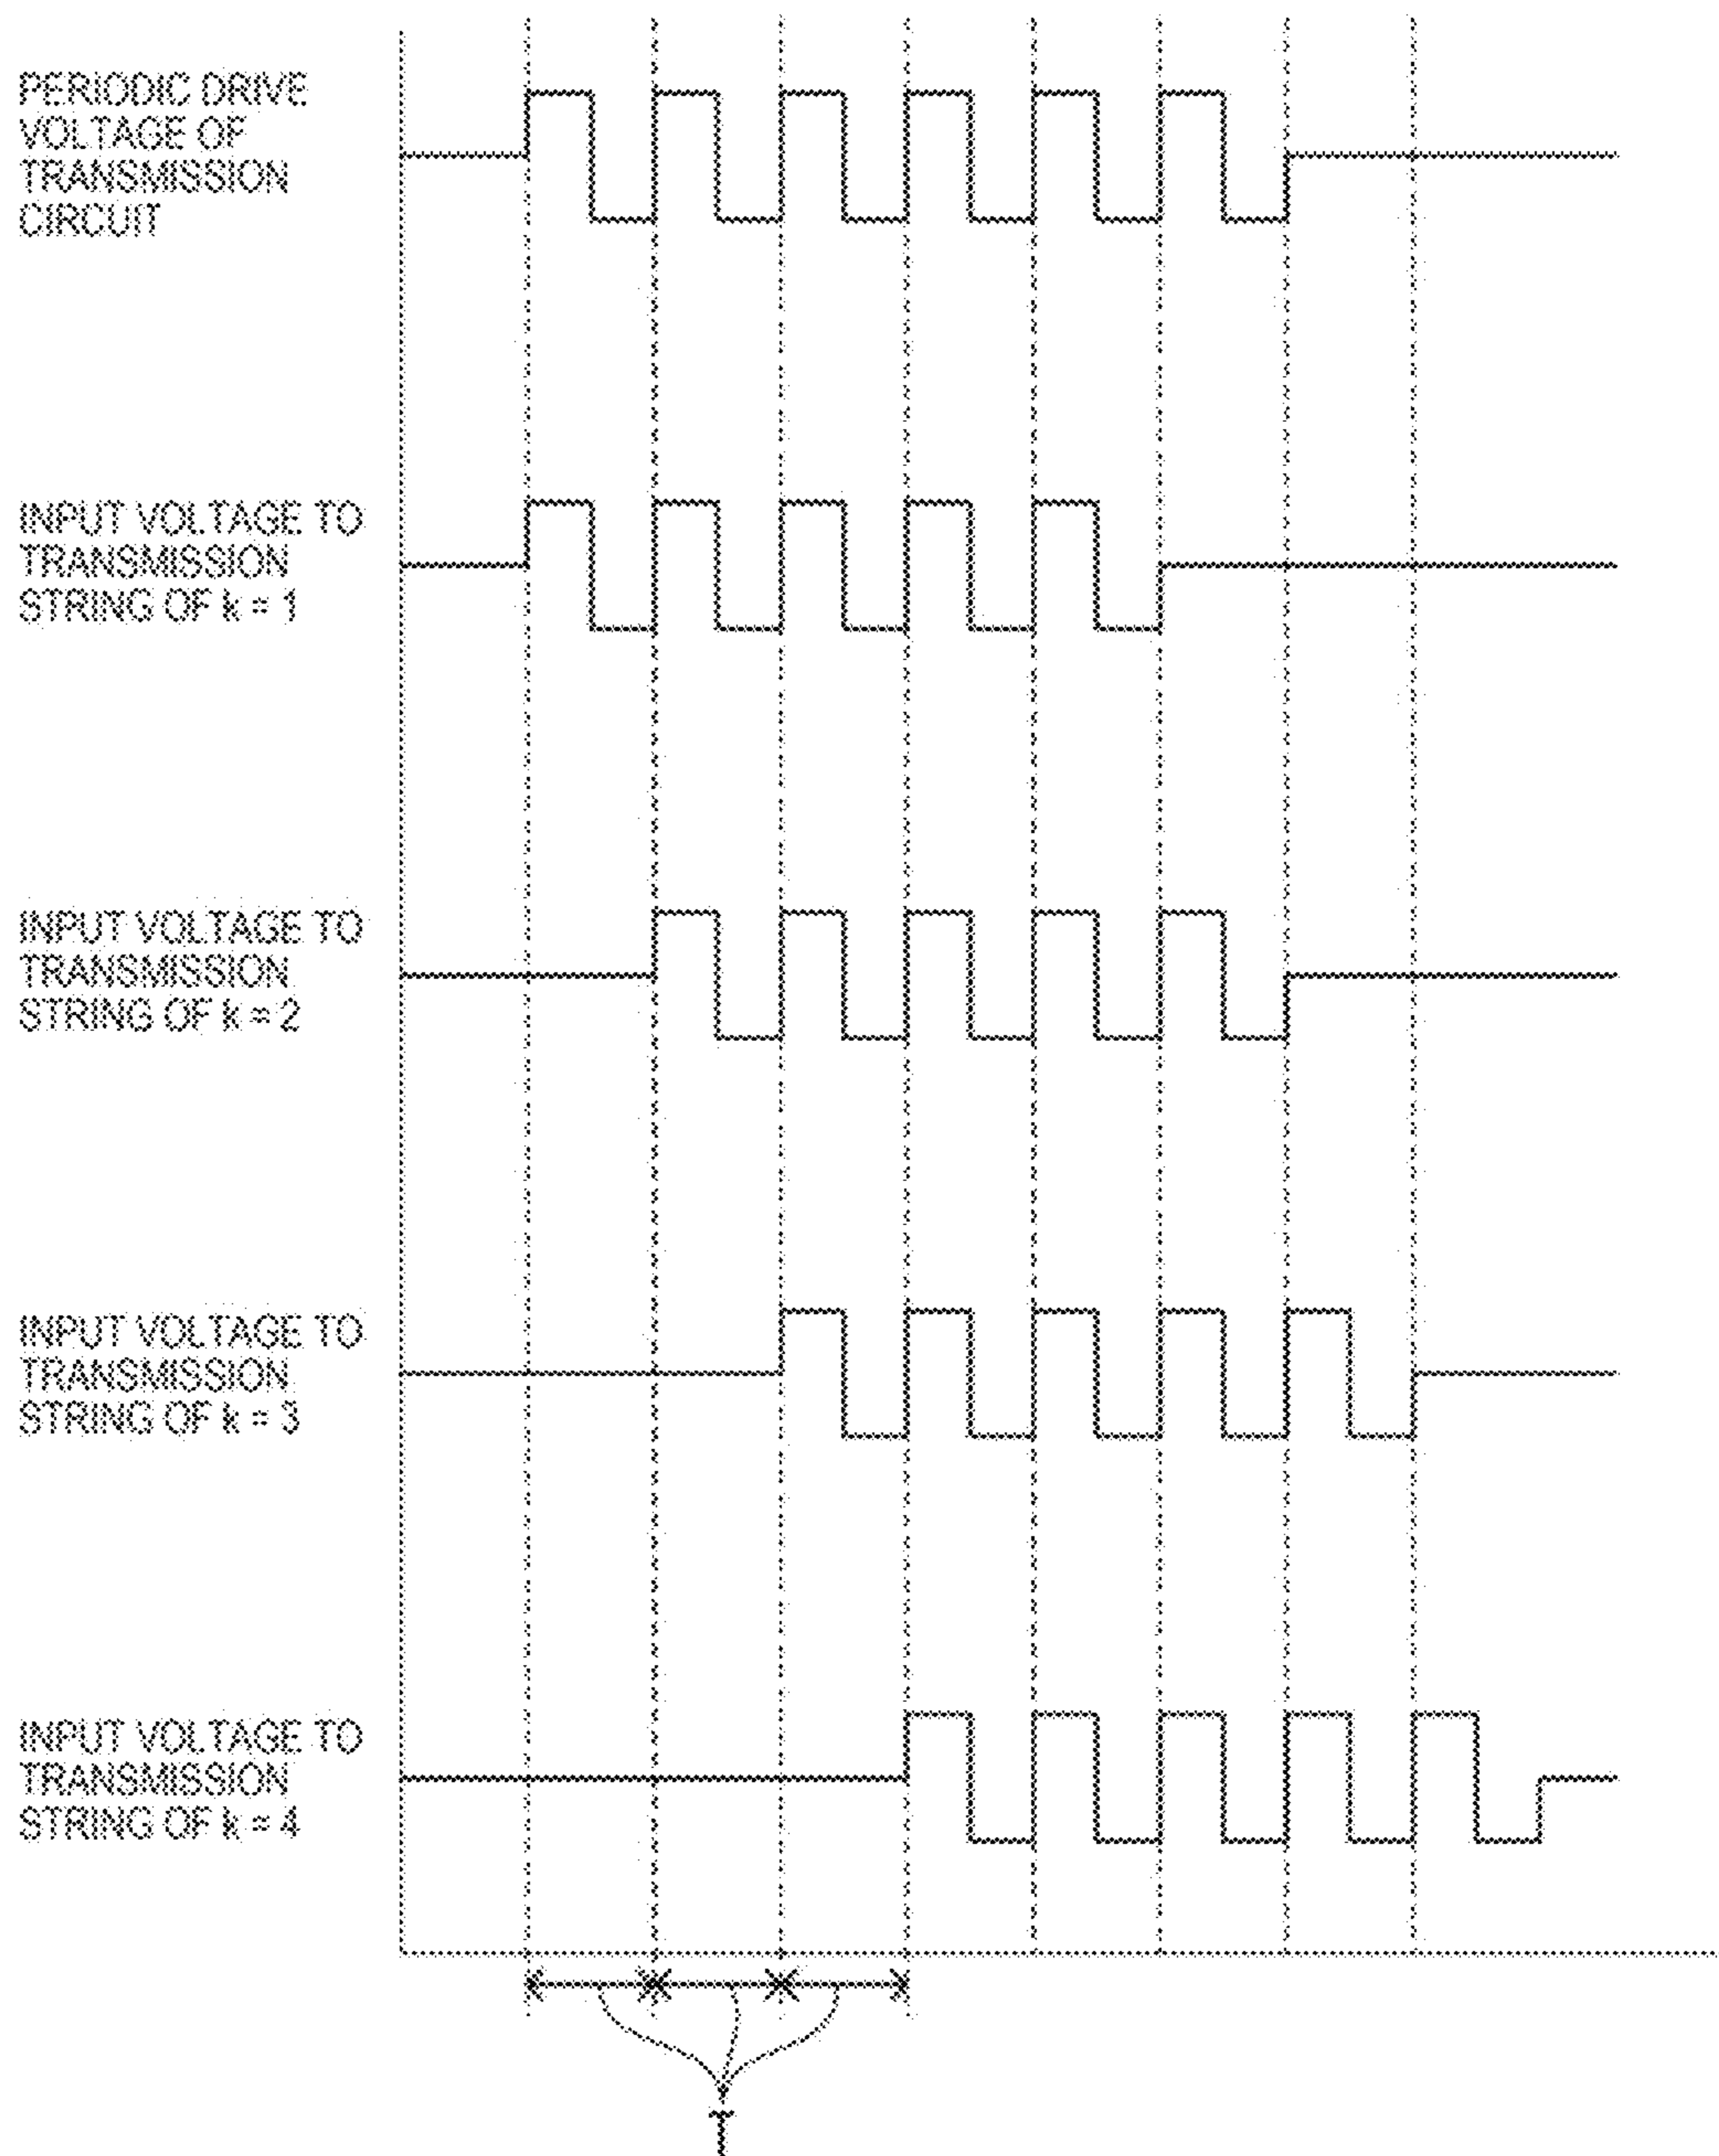 PERIODIC DRIVE
VOLTAGE OF
TRANSMISSION
CIRCUIT
INPUT VOLTAGE TO
TRANSMISSION
STRING OF k = 1
INPUT VOLTAGE TO
TRANSMISSION
STRING OF k = 2
INPUT VOLTAGE TO
TRANSMISSION
STRING OF k = 3
INPUT VOLTAGE TO
TRANSMISSION
STRING OF k = 4
T